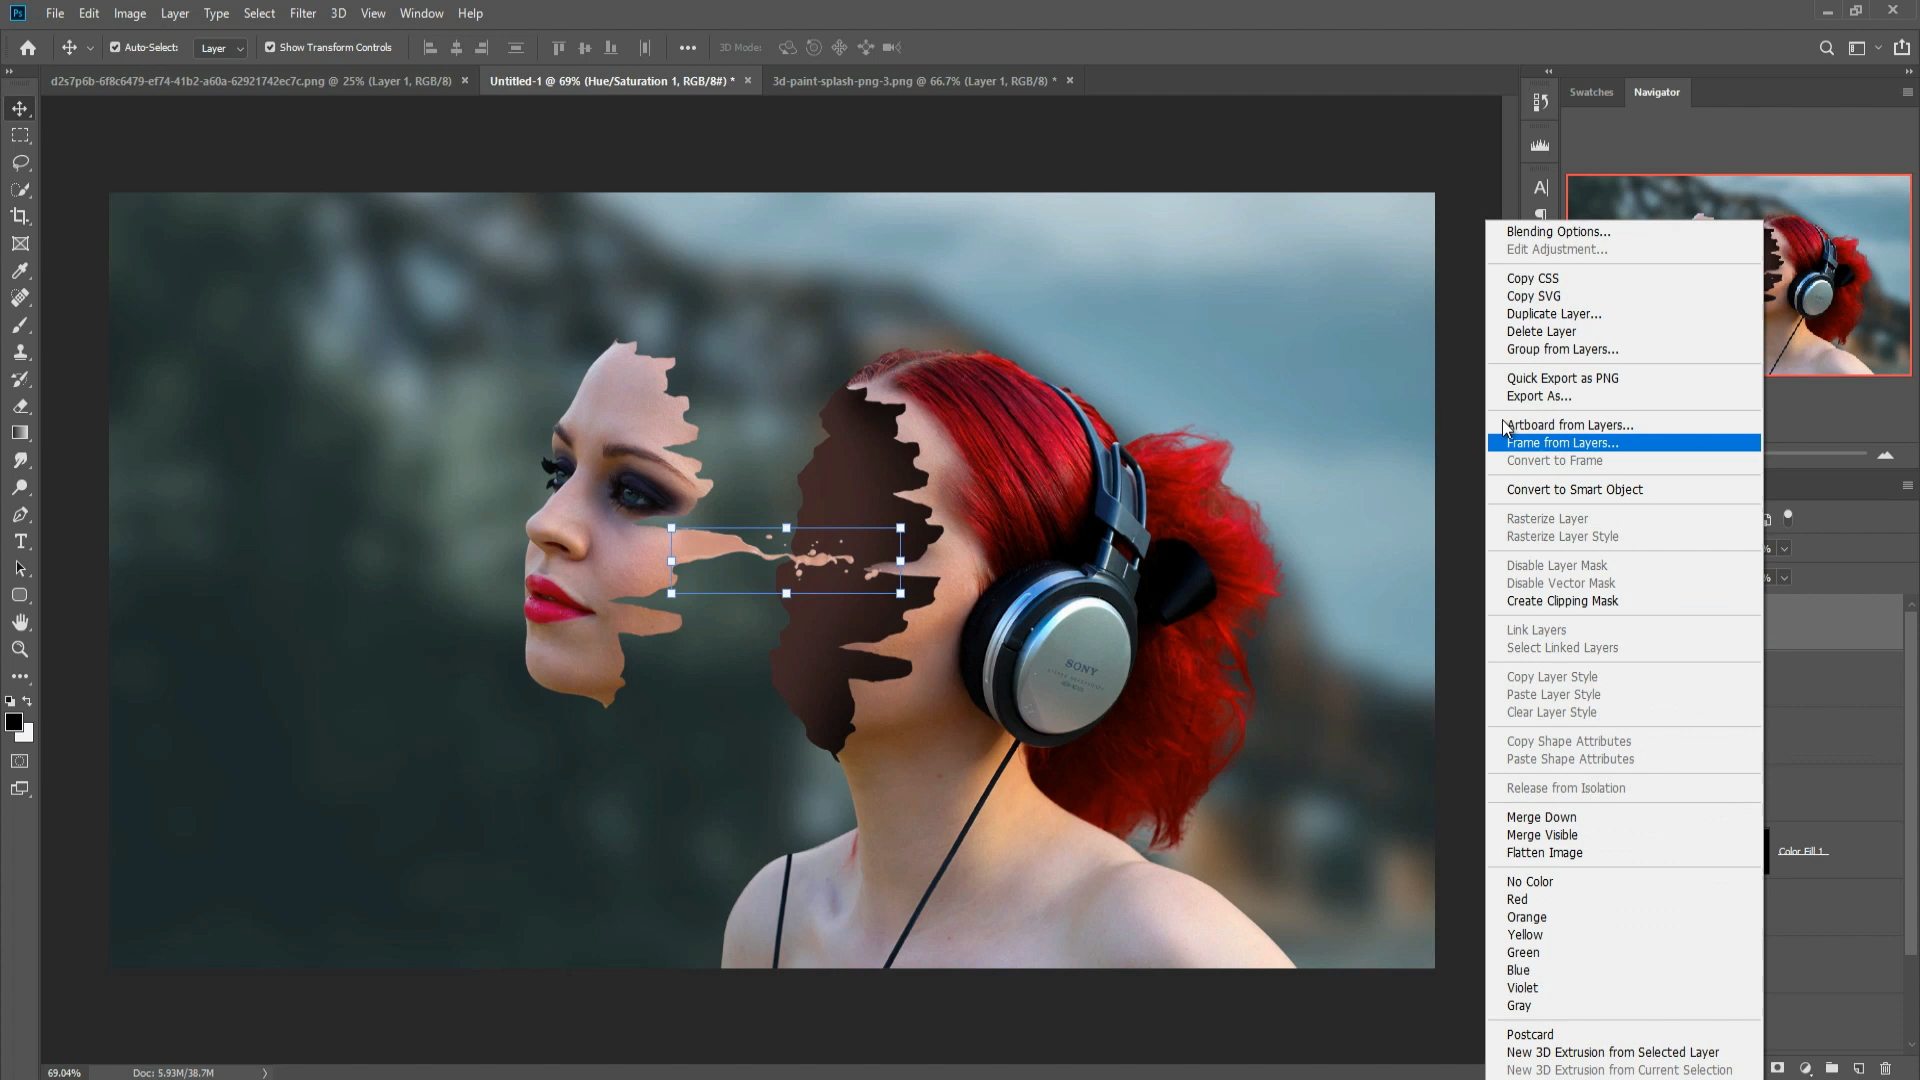 Ps File Edit Image Layer Type Select Filter 3D View Window Help
Auto-Select: Layer Show Transform Controls 3D Mode:
d2s7p6b-6f8c6479-ef74-41b2-a60a-62921742ec7c.png @ 25% (Layer 1, RGB/8) Untitled-1 @ 69% (Hue/Saturation 1, RGB/8#) * 3d-paint-splash-png-3.png @ 66.7% (Layer 1, RGB/8) *
Swatches Navigator
Blending Options...
Edit Adjustment...
Copy CSS
Copy SVG
Duplicate Layer...
Delete Layer
Group from Layers...
Quick Export as PNG
Export As...
Artboard from Layers...
Frame from Layers...
Convert to Frame
Convert to Smart Object
Rasterize Layer
Rasterize Layer Style
Disable Layer Mask
Disable Vector Mask
Create Clipping Mask
Link Layers
Select Linked Layers
Copy Layer Style
Paste Layer Style
Clear Layer Style
Copy Shape Attributes
Paste Shape Attributes
Release from Isolation
Merge Down
Merge Visible
Flatten Image
No Color
Red
Orange
Yellow
Green
Blue
Violet
Gray
Postcard
New 3D Extrusion from Selected Layer
New 3D Extrusion from Current Selection
Color Fill 1
SONY
69.04% Doc: 5.93M/38.7M